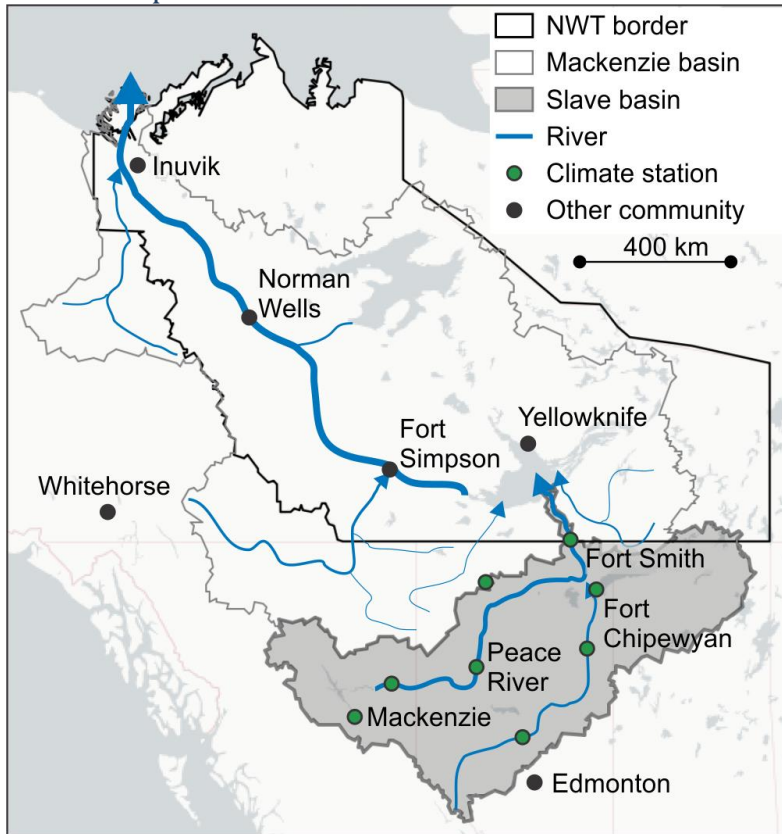 NWT border
Mackenzie basin
Slave basin
River
Climate station
Other community
400 km
Inuvik
Norman
Wells
Yellowknife
Fort
Simpson
Whitehorse
Fort Smith
Fort
Chipewyan
Peace
River
Mackenzie
Edmonton